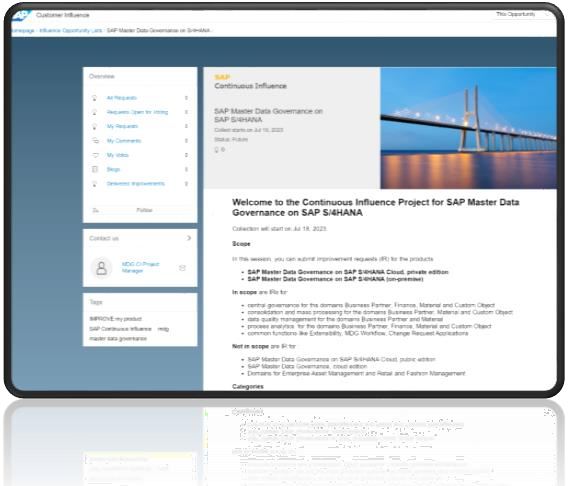 SAP Customer Influence
This Opportunity
Homepage / Influence Opportunity Lists / SAP Master Data Governance on S/4HANA /
Overview
All Requests 0
Requests Open for Voting 0
My Requests 0
My Comments 0
My Votes 0
Blogs 0
Delivered Improvements 0
Follow
Contact us
MDG CI Project
Manager
Tags
IMPROVE my product
SAP Continuous Influence mdg
master data governance
SAP
Continuous Influence
SAP Master Data Governance on
SAP S/4HANA
Collect starts on Jul 18, 2023
Status: Future
0
Welcome to the Continuous Influence Project for SAP Master Data
Governance on SAP S/4HANA
Collection will start on Jul 18, 2023.
Scope
In this session, you can submit improvement requests (IR) for the products
• SAP Master Data Governance on SAP S/4HANA Cloud, private edition
• SAP Master Data Governance on SAP S/4HANA (on-premise)
In scope are IRs for
• central governance for the domains Business Partner, Finance, Material and Custom Object
• consolidation and mass processing for the domains Business Partner, Material and Custom Object
• data quality management for the domains Business Partner and Material
• process analytics for the domains Business Partner, Finance, Material and Custom Object
• common functions like Extensibility, MDG Workflow, Change Request Applications
Not in scope are IR for
• SAP Master Data Governance on SAP S/4HANA Cloud, public edition
• SAP Master Data Governance, cloud edition
• Domains for Enterprise Asset Management and Retail and Fashion Management
Categories